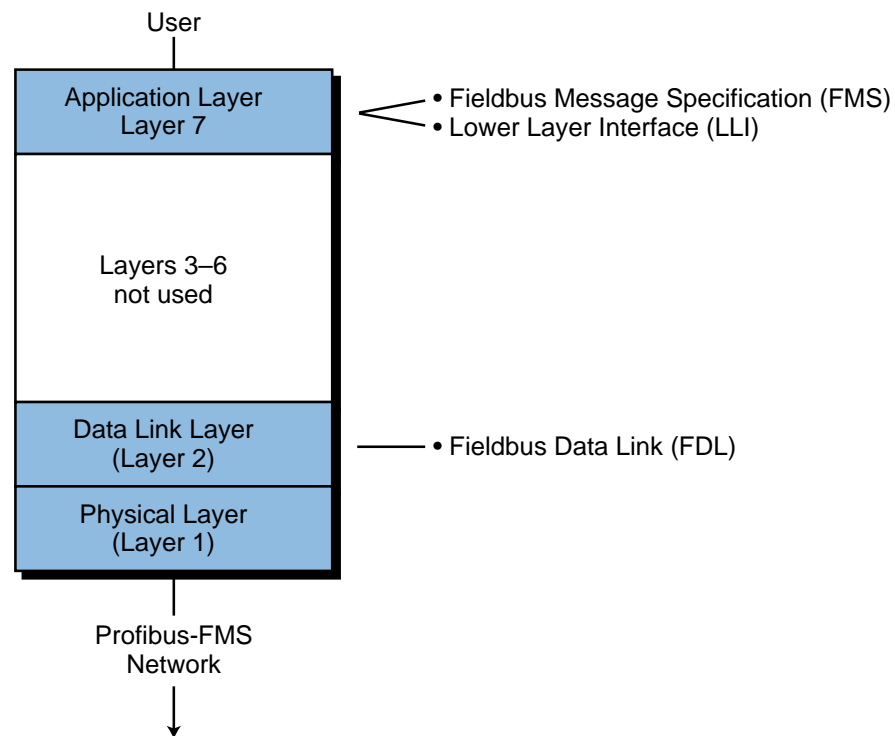 User
Application Layer
Layer 7
• Fieldbus Message Specification (FMS)
• Lower Layer Interface (LLI)
Layers 3–6
not used
Data Link Layer
(Layer 2)
• Fieldbus Data Link (FDL)
Physical Layer
(Layer 1)
Profibus-FMS
Network